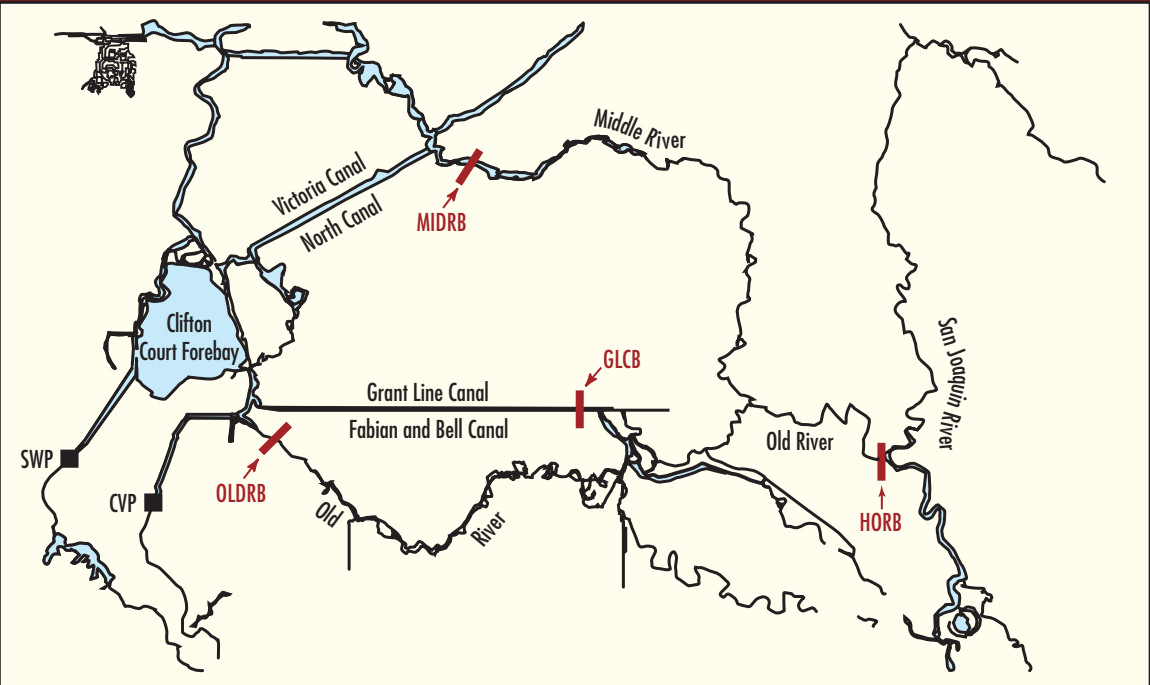 Middle River
Victoria Canal
North Canal
MIDRB
Clifton
Court Forebay
San Joaquin River
GLCB
Grant Line Canal
Fabian and Bell Canal
Old River
SWP
OLDRB
CVP
HORB
Old
River